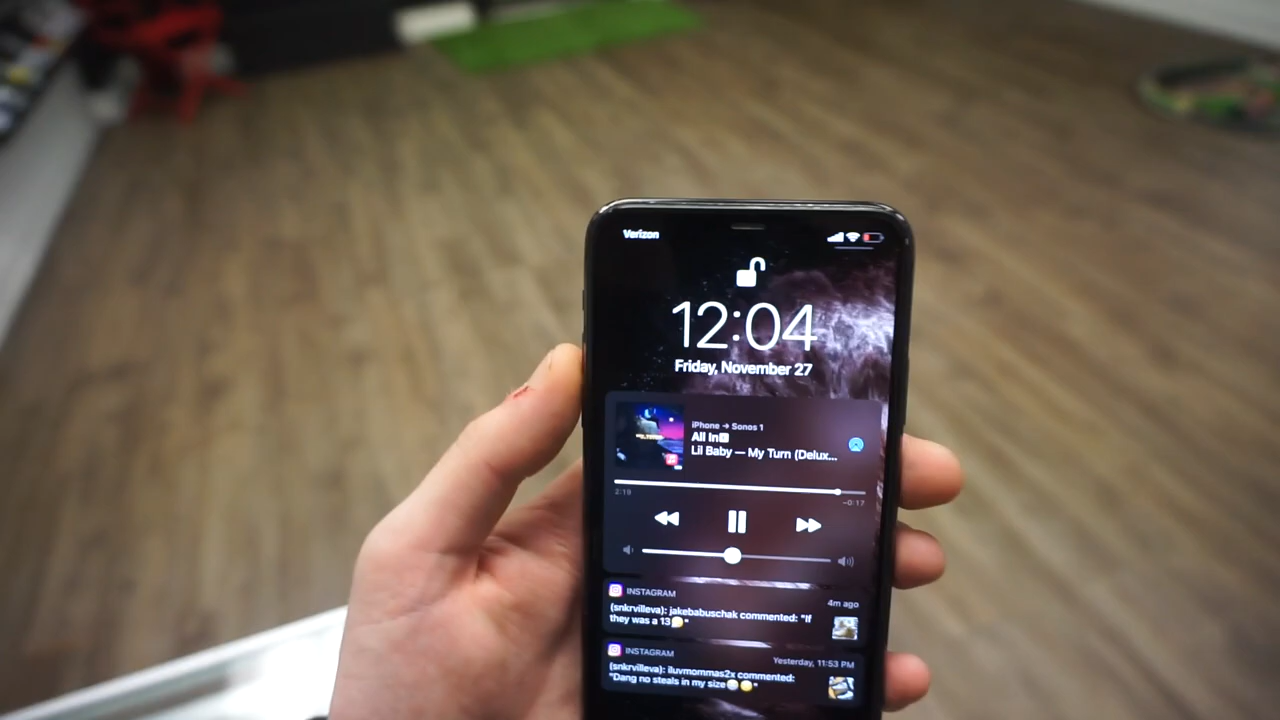 Verizon
12:04
Friday, November 27
iPhone → Sonos 1
All In🅴
Lil Baby — My Turn (Delux...
2:19
-0:17
INSTAGRAM
4m ago
(snkrvilleva): jakebabuschak commented: "If
they was a 13🤔"
INSTAGRAM
Yesterday, 11:53 PM
(snkrvilleva): iluvmommas2x commented:
"Dang no steals in my size